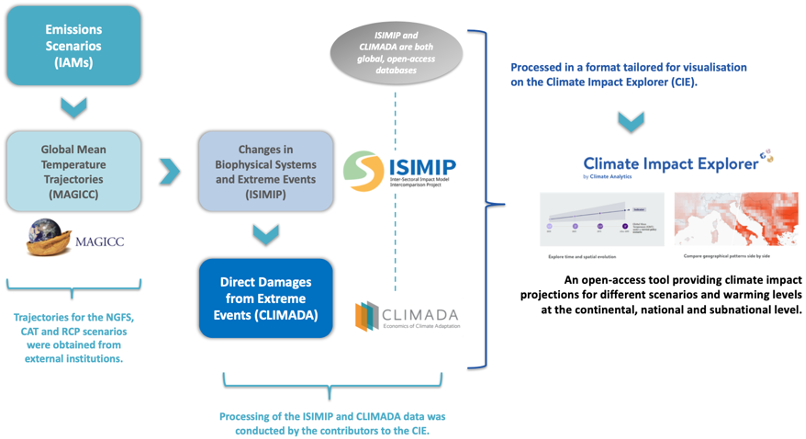 Emissions
Scenarios
(IAMs)
Global Mean
Temperature
Trajectories
(MAGICC)
MAGICC
Trajectories for the NGFS,
CAT and RCP scenarios
were obtained from
external institutions.
Changes in
Biophysical Systems
and Extreme Events
(ISIMIP)
Direct Damages
from Extreme
Events (CLIMADA)
ISIMIP and
CLIMADA are both
global, open-access
databases
ISIMIP
Inter-Sectoral Impact Model
Intercomparison Project
CLIMADA
Economics of Climate Adaptation
Processing of the ISIMIP and CLIMADA data was
conducted by the contributors to the CIE.
Processed in a format tailored for visualisation
on the Climate Impact Explorer (CIE).
Climate Impact Explorer
by Climate Analytics
Explore time and spatial evolution
Compare geographical patterns side by side
An open-access tool providing climate impact
projections for different scenarios and warming levels
at the continental, national and subnational level.